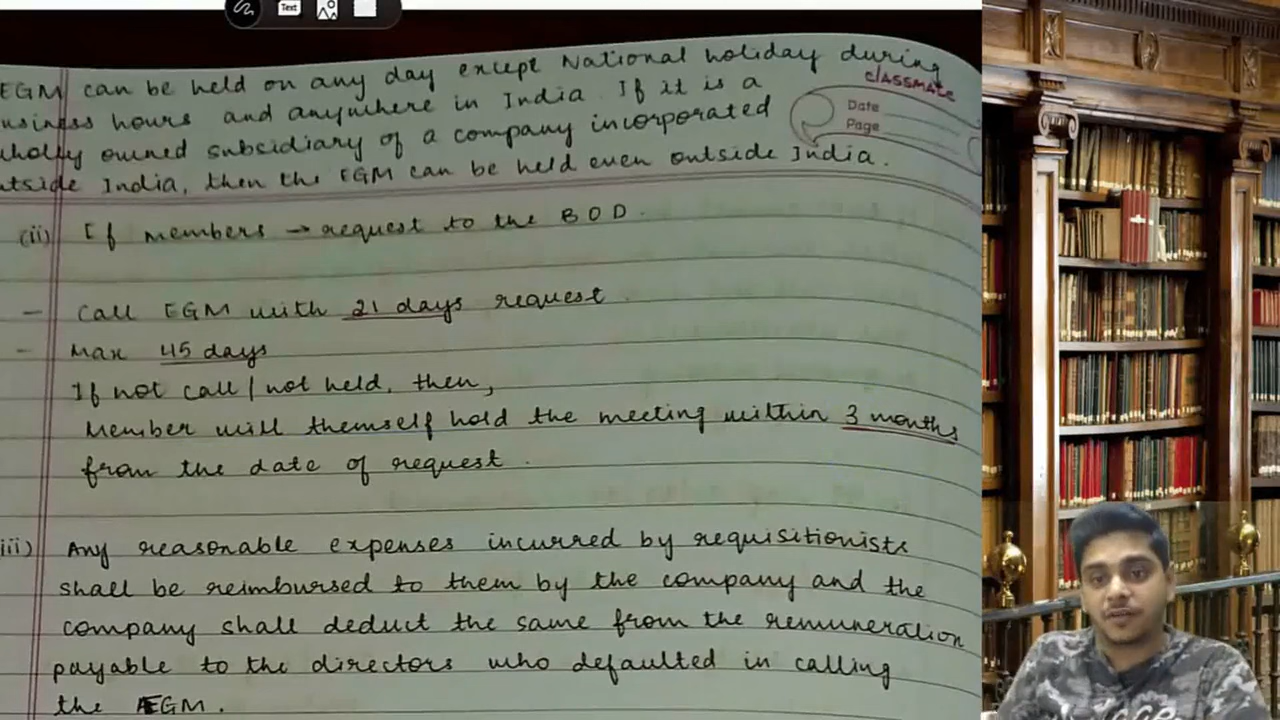 Text
EGM can be held on any day except National holiday during
usiness hours and anywhere in India. If it is a
classmate
Date
Page
wholly owned subsidiary of a company incorporated
utside India, then the EGM can be held even outside India.
(ii) If members → request to the B O D.
- Call EGM with 21 days request.
- Max 45 days
If not call / not held, then,
Member will themself hold the meeting within 3 months
from the date of request.
iii) Any reasonable expenses incurred by requisitionists
shall be reimbursed to them by the company and the
company shall deduct the same from the remuneration
payable to the directors who defaulted in calling
the EGM.